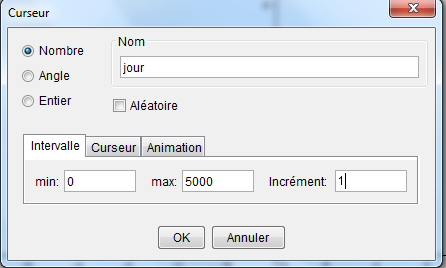 Curseur
Nombre
Angle
Entier
Nom
jour
Aléatoire
Intervalle Curseur Animation
min: 0 max: 5000 Incrément: 1
OK Annuler